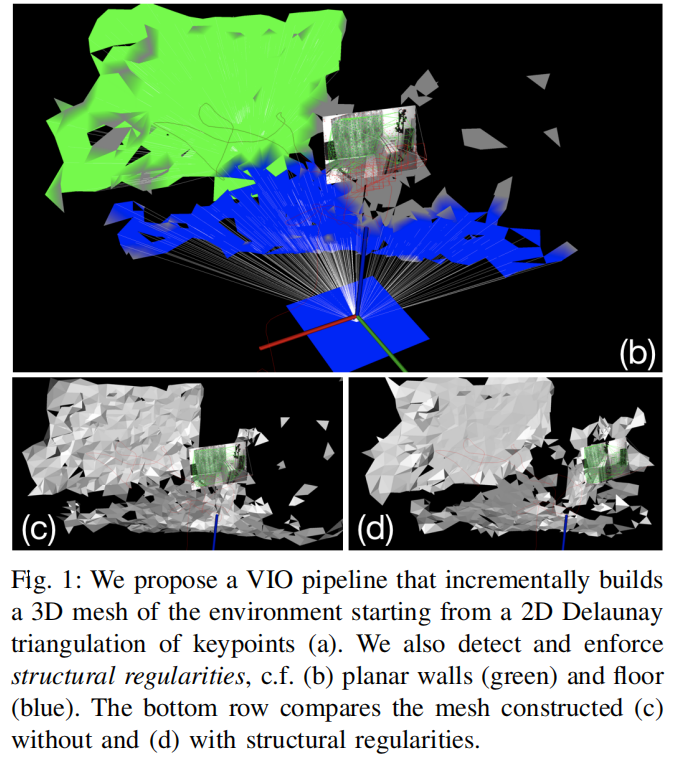 (b)
(c)
(d)
Fig. 1: We propose a VIO pipeline that incrementally builds
a 3D mesh of the environment starting from a 2D Delaunay
triangulation of keypoints (a). We also detect and enforce
structural regularities, c.f. (b) planar walls (green) and floor
(blue). The bottom row compares the mesh constructed (c)
without and (d) with structural regularities.